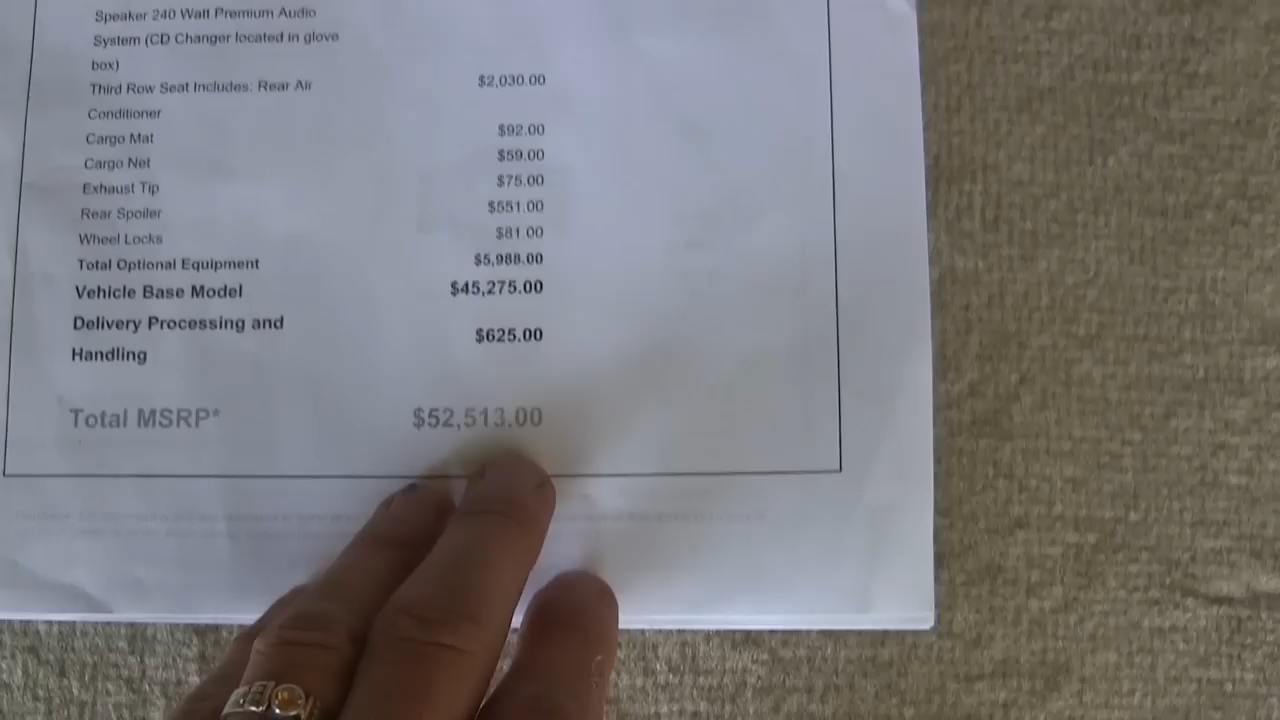 Speaker 240 Watt Premium Audio
System (CD Changer located in glove
box)
Third Row Seat Includes: Rear Air $2,030.00
Conditioner
Cargo Mat $92.00
Cargo Net $59.00
Exhaust Tip $75.00
Rear Spoiler $551.00
Wheel Locks $81.00
Total Optional Equipment $5,988.00
Vehicle Base Model $45,275.00
Delivery Processing and
Handling $625.00
Total MSRP* $52,513.00